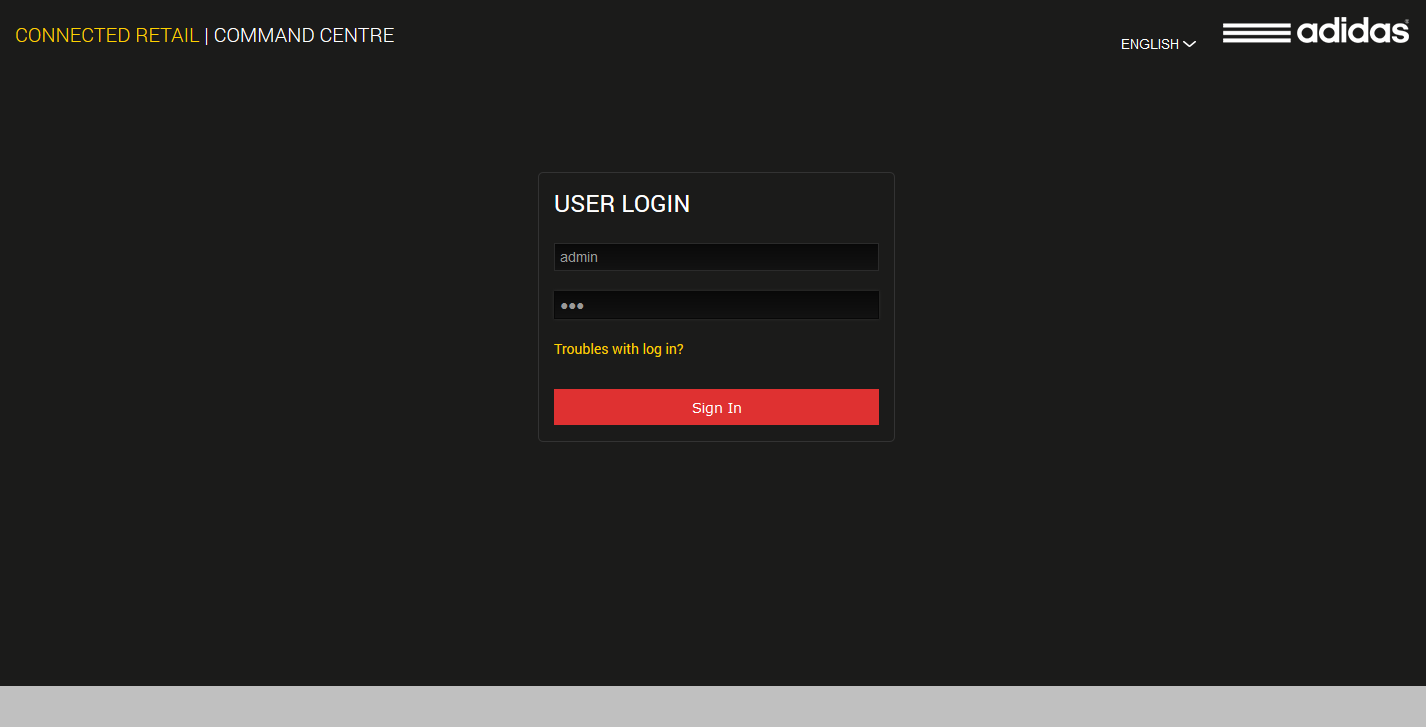 CONNECTED RETAIL | COMMAND CENTRE
ENGLISH
adidas
USER LOGIN
admin
●●●
Troubles with log in?
Sign In